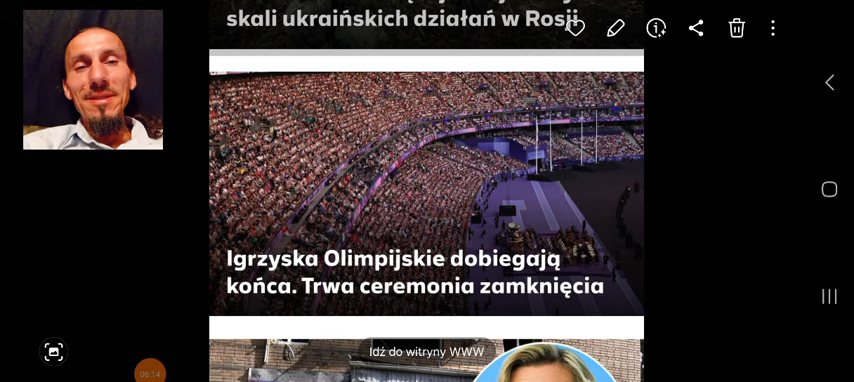 skali ukraińskich działań w Rosji
Igrzyska Olimpijskie dobiegają
końca. Trwa ceremonia zamknięcia
Idź do witryny WWW
06:14